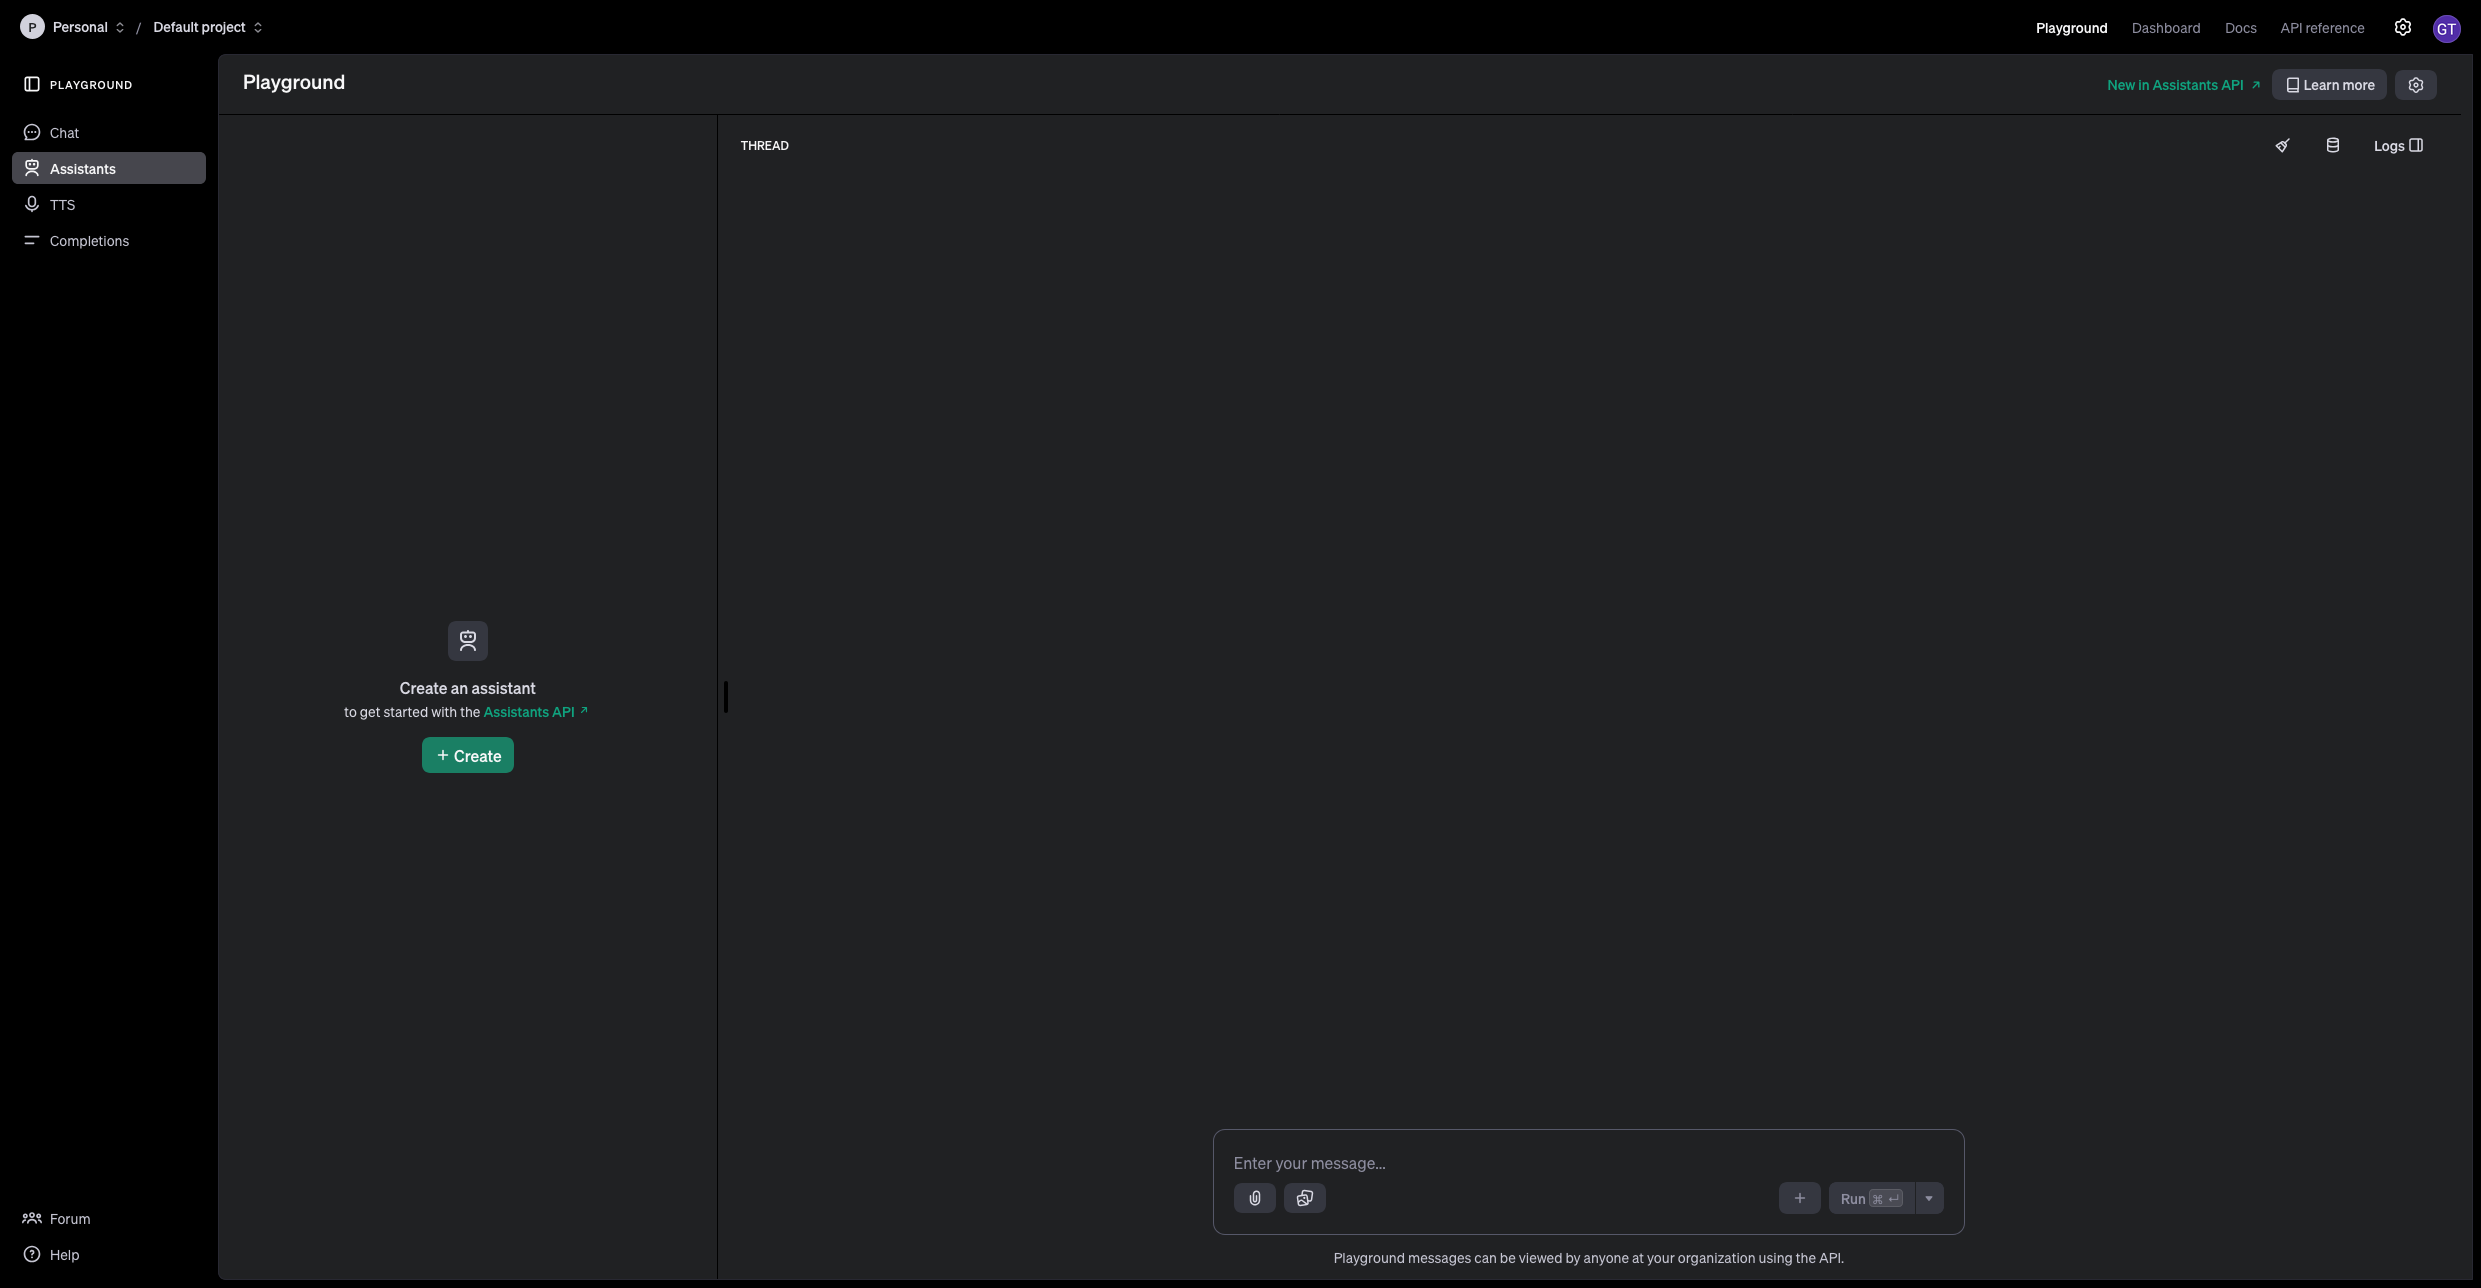 P Personal / Default project
Playground Dashboard Docs API reference GT
PLAYGROUND
Chat
Assistants
TTS
Completions
Forum
Help
Playground
New in Assistants API ↗ Learn more
Create an assistant
to get started with the Assistants API ↗
+ Create
THREAD
Logs
Enter your message...
+ Run ⌘ ↵
Playground messages can be viewed by anyone at your organization using the API.